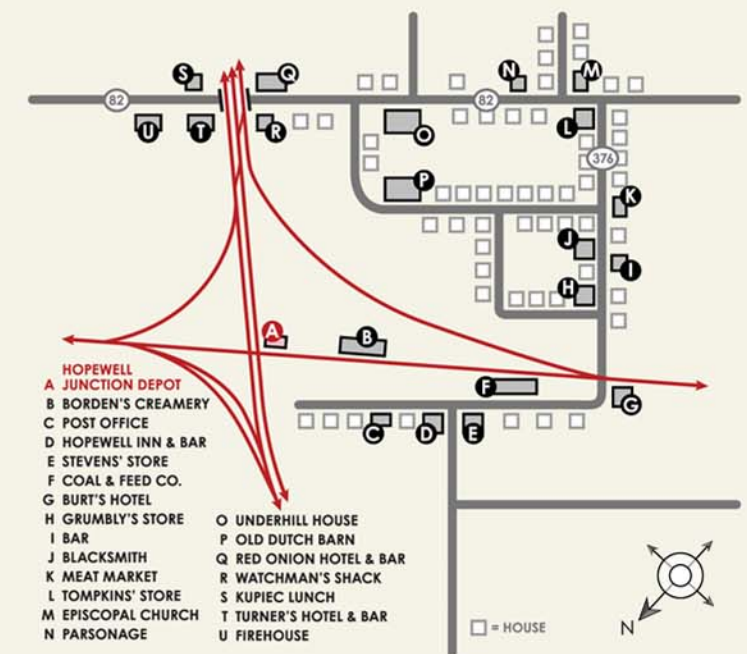 S
Q
N
M
82
82
U
T
R
O
L
376
P
K
J
I
H
A
B
F
G
C
D
E
HOPEWELL
A JUNCTION DEPOT
B BORDEN'S CREAMERY
C POST OFFICE
D HOPEWELL INN & BAR
E STEVENS' STORE
F COAL & FEED CO.
G BURT'S HOTEL
H GRUMBLY'S STORE
I BAR
J BLACKSMITH
K MEAT MARKET
L TOMPKINS' STORE
M EPISCOPAL CHURCH
N PARSONAGE
O UNDERHILL HOUSE
P OLD DUTCH BARN
Q RED ONION HOTEL & BAR
R WATCHMAN'S SHACK
S KUPIEC LUNCH
T TURNER'S HOTEL & BAR
U FIREHOUSE
= HOUSE
N